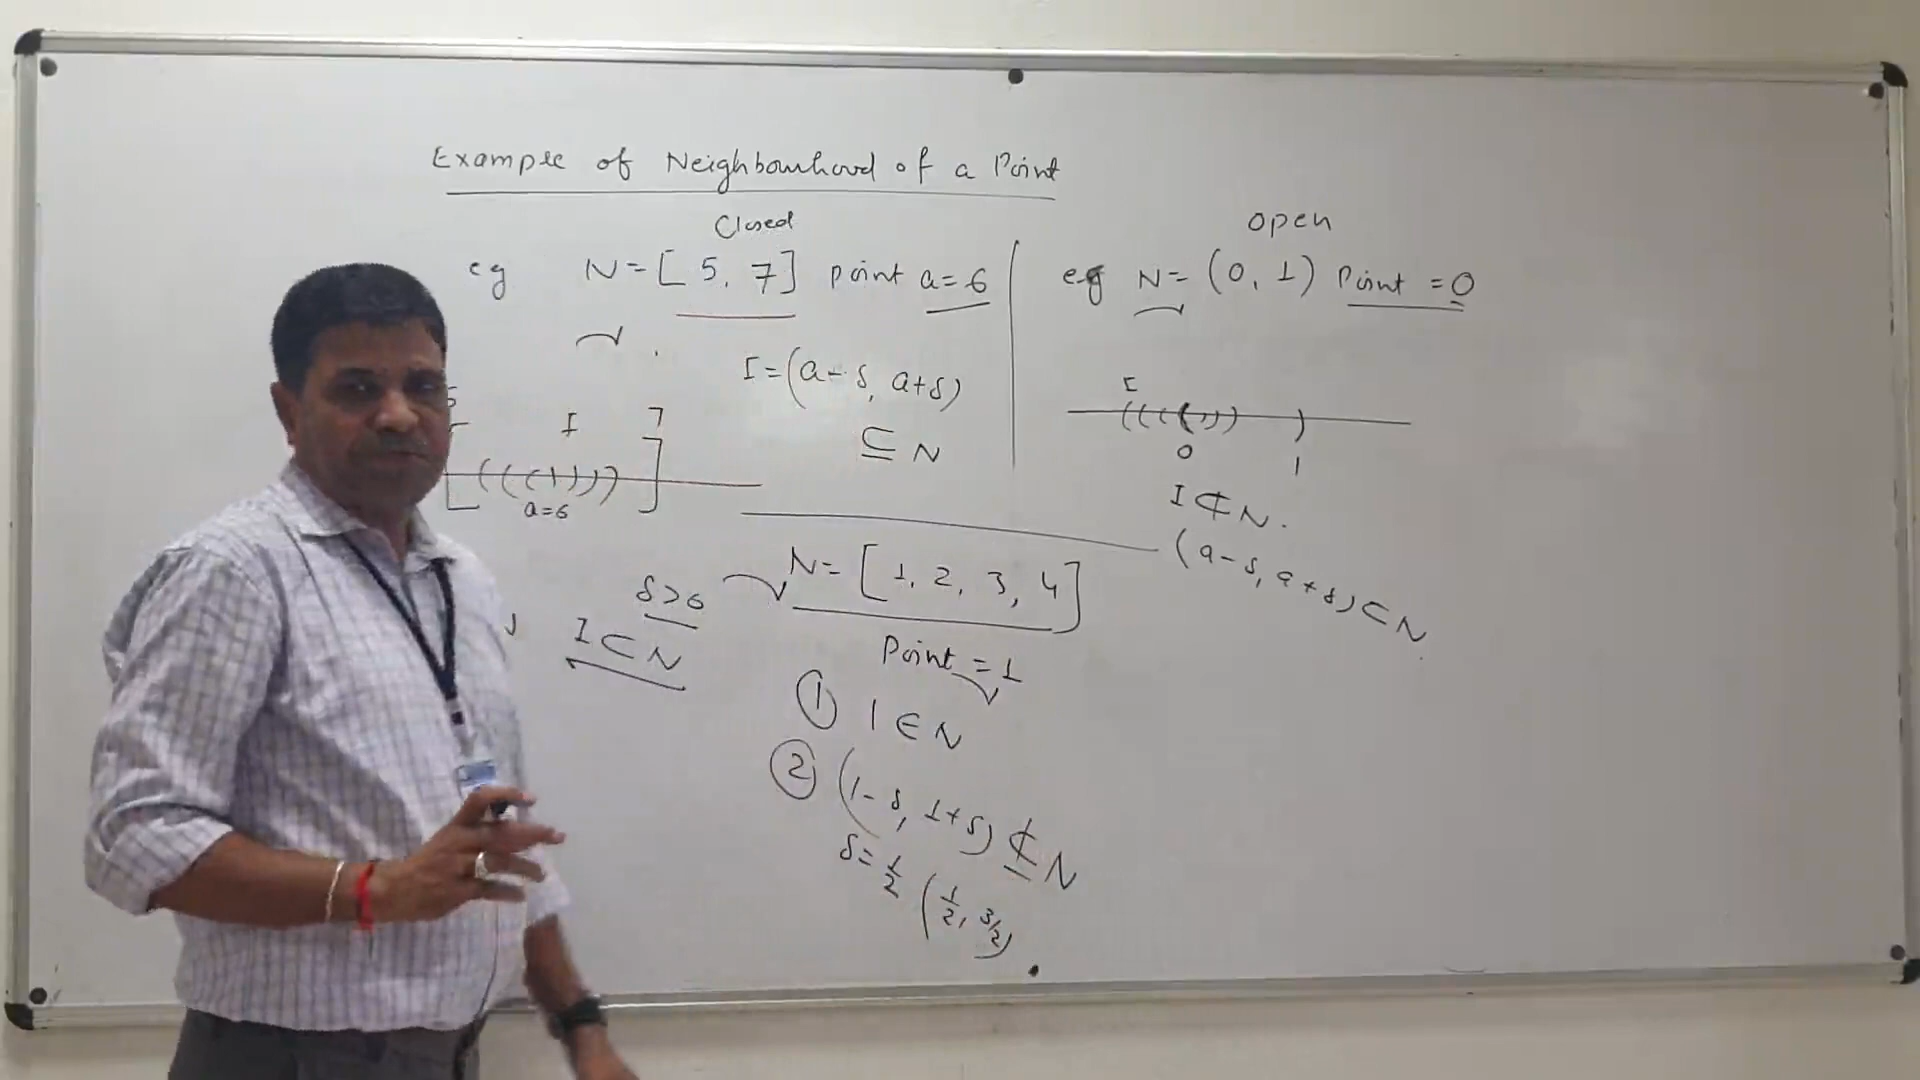 Example of Neighbourhood of a Point
Closed
eg N = [ 5, 7 ] point a = 6
I = (a - δ, a + δ)
⊆ N
I
a=6
δ > 0
I ⊂ N
open
eg N = (0, 1) Point = 0
I
0 1
I ⊄ N.
(a - δ, a + δ) ⊂ N
N = [ 1, 2, 3, 4 ]
Point = 1
① 1 ∈ N
② (1 - δ, 1 + δ) ⊈ N
δ = 1/2 (1/2, 3/2)